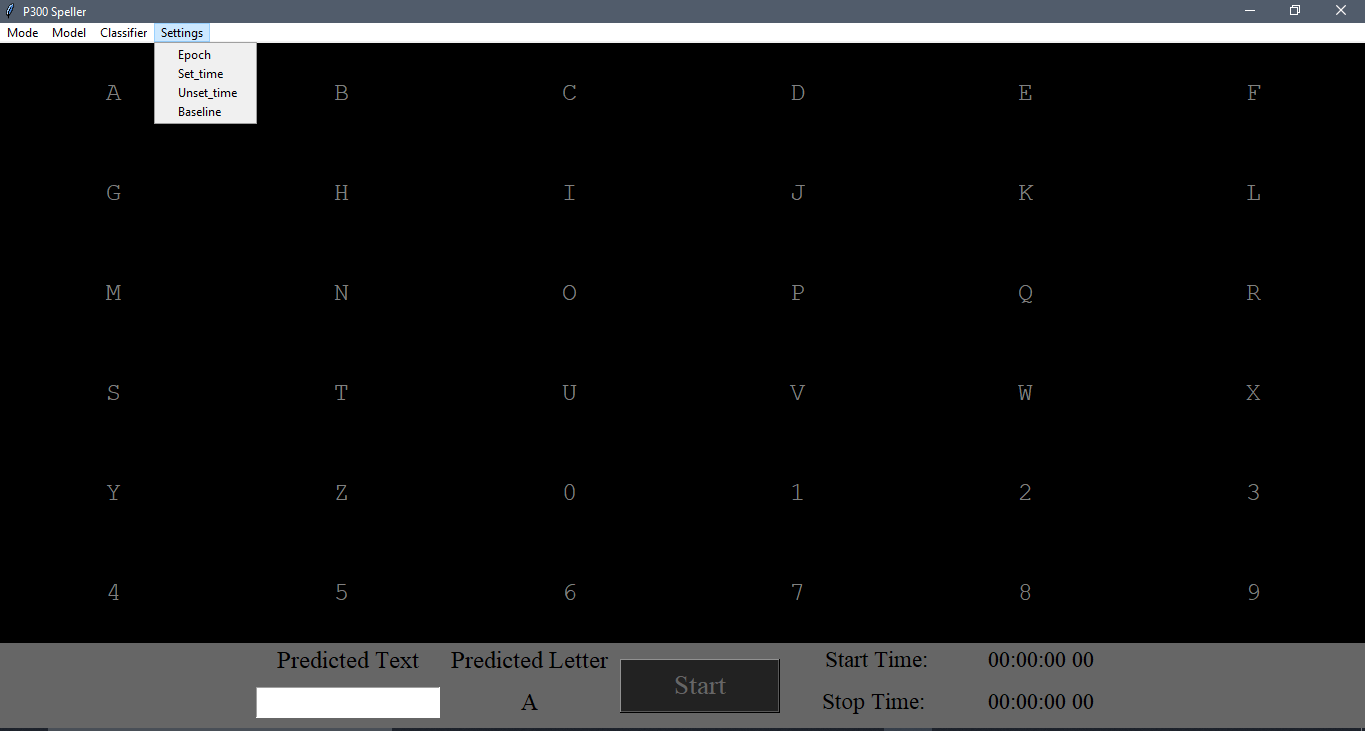 P300 Speller
Mode Model Classifier Settings
Epoch
Set_time
Unset_time
Baseline
A B C D E F
G H I J K L
M N O P Q R
S T U V W X
Y Z 0 1 2 3
4 5 6 7 8 9
Predicted Text Predicted Letter Start Time: 00:00:00 00
Start
A Stop Time: 00:00:00 00